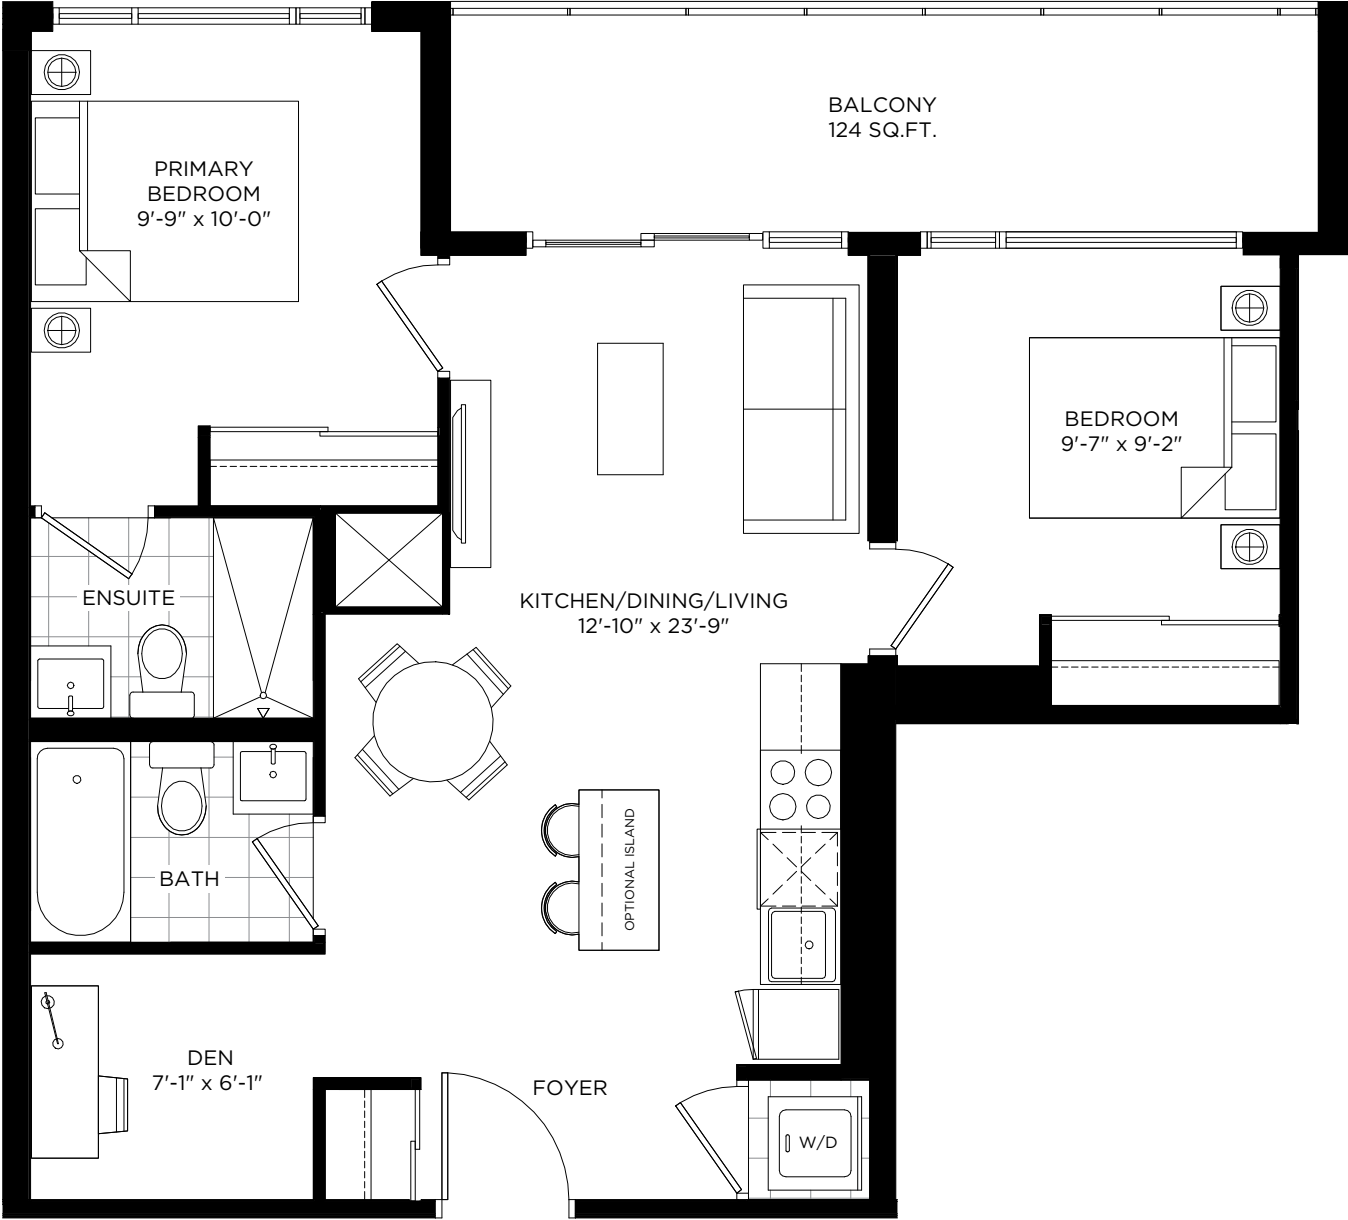 BALCONY
124 SQ.FT.
PRIMARY
BEDROOM
9'-9" x 10'-0"
BEDROOM
9'-7" x 9'-2"
ENSUITE
KITCHEN/DINING/LIVING
12'-10" x 23'-9"
OPTIONAL ISLAND
BATH
DEN
7'-1" x 6'-1"
FOYER
W/D